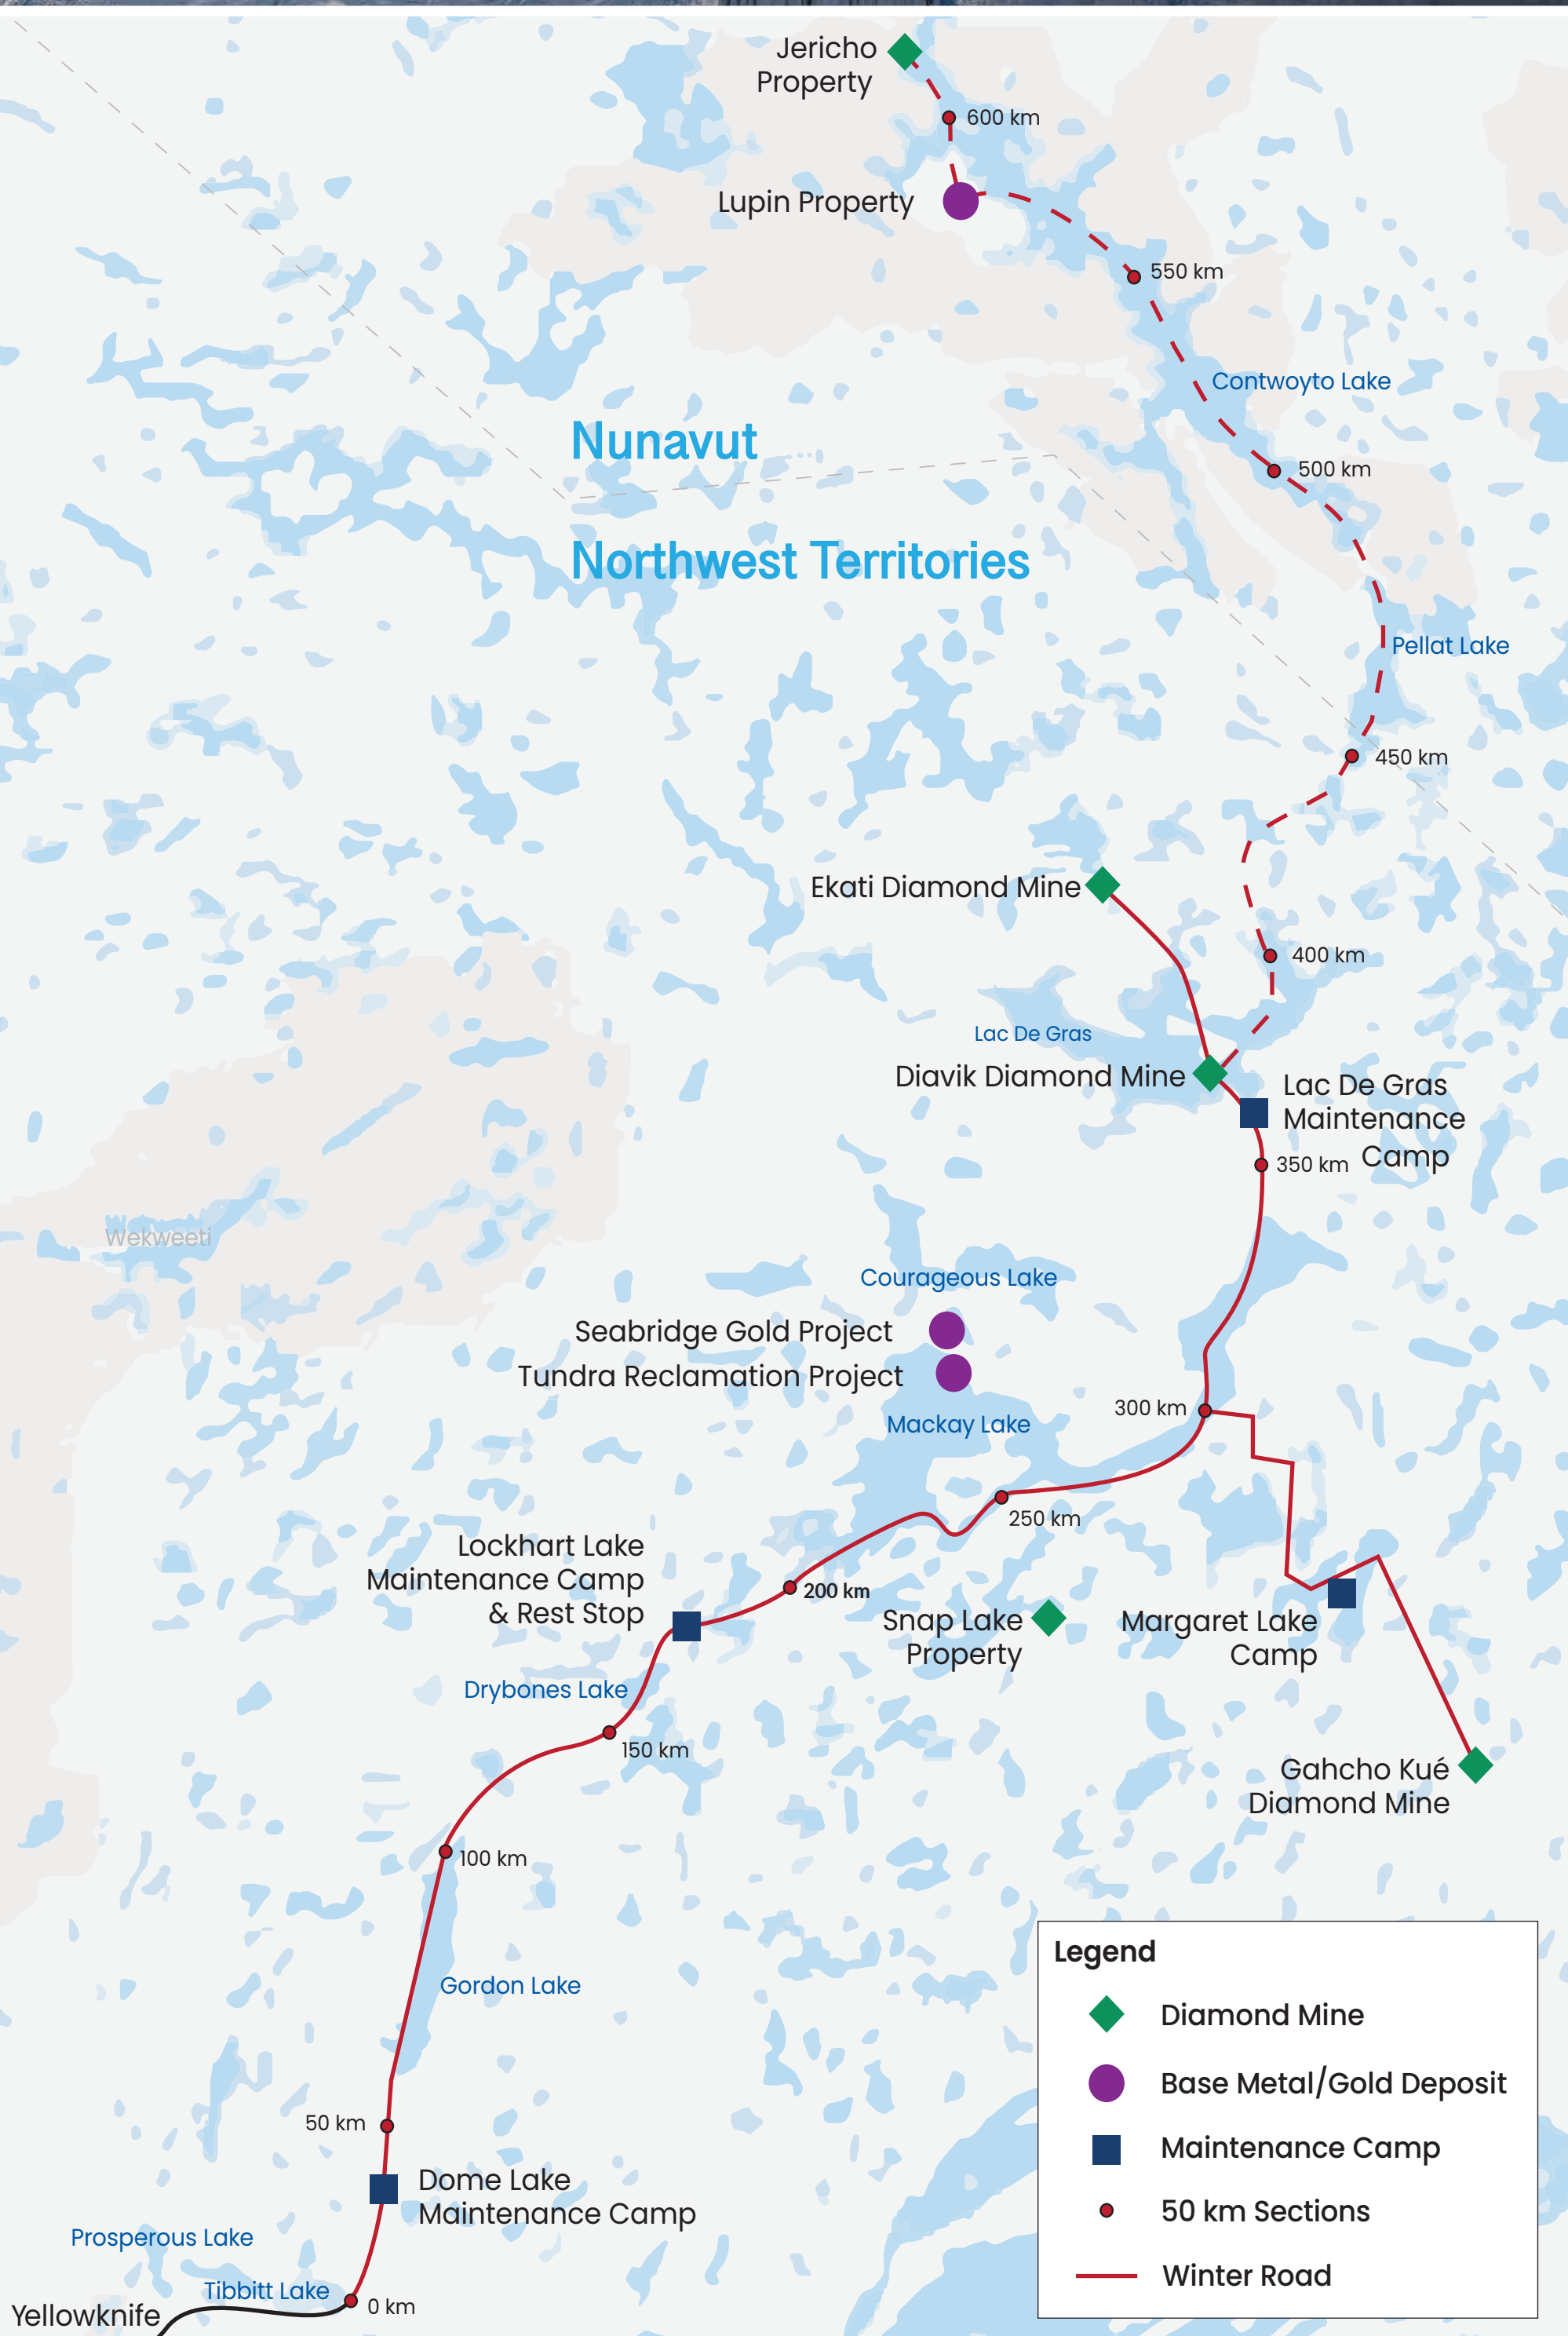 Jericho
Property
600 km
Lupin Property
550 km
Contwoyto Lake
Nunavut
500 km
Northwest Territories
Pellat Lake
450 km
Ekati Diamond Mine
400 km
Lac De Gras
Diavik Diamond Mine
Lac De Gras
Maintenance
Camp
350 km
Wekweeti
Courageous Lake
Seabridge Gold Project
Tundra Reclamation Project
Mackay Lake
300 km
250 km
Lockhart Lake
Maintenance Camp
& Rest Stop
200 km
Snap Lake
Property
Margaret Lake
Camp
Drybones Lake
150 km
Gahcho Kué
Diamond Mine
100 km
Gordon Lake
50 km
Dome Lake
Maintenance Camp
Prosperous Lake
Tibbitt Lake
0 km
Yellowknife
Legend
Diamond Mine
Base Metal/Gold Deposit
Maintenance Camp
50 km Sections
Winter Road